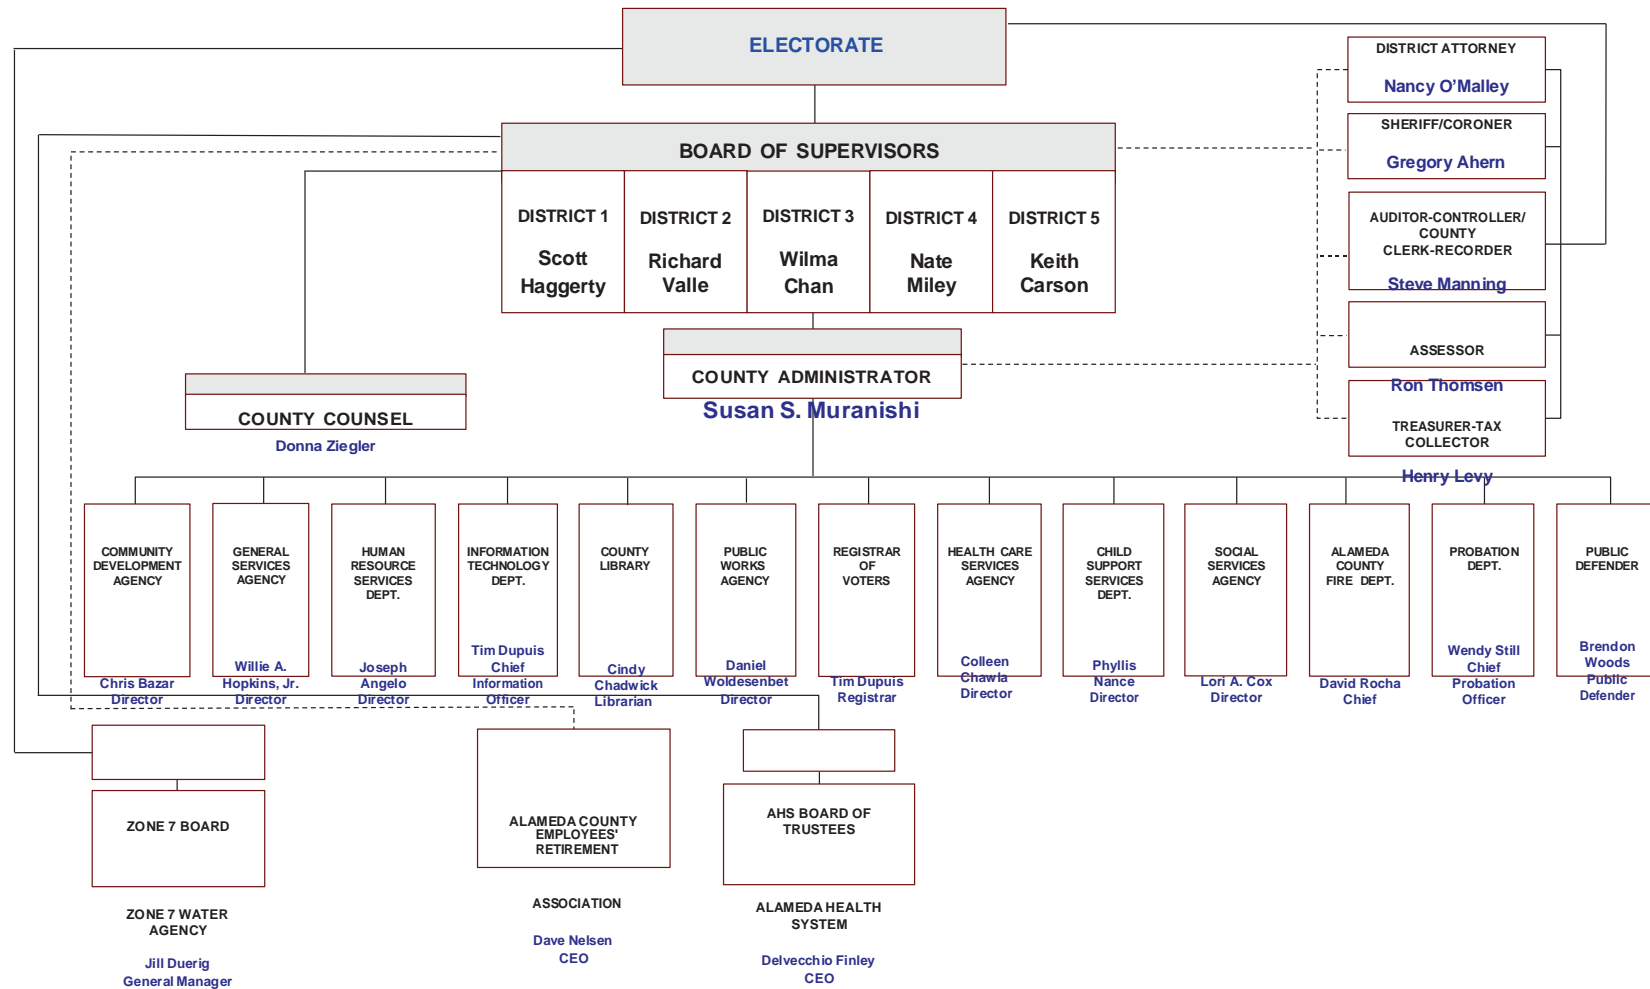 ELECTORATE
BOARD OF SUPERVISORS
DISTRICT 1
Scott
Haggerty
DISTRICT 2
Richard
Valle
DISTRICT 3
Wilma
Chan
DISTRICT 4
Nate
Miley
DISTRICT 5
Keith
Carson
DISTRICT ATTORNEY
Nancy O’Malley
SHERIFF/CORONER
Gregory Ahern
AUDITOR-CONTROLLER/
COUNTY
CLERK-RECORDER
Steve Manning
ASSESSOR
Ron Thomsen
TREASURER-TAX
COLLECTOR
Henry Levy
COUNTY ADMINISTRATOR
Susan S. Muranishi
COUNTY COUNSEL
Donna Ziegler
COMMUNITY
DEVELOPMENT
AGENCY
Chris Bazar
Director
GENERAL
SERVICES
AGENCY
Willie A.
Hopkins, Jr.
Director
HUMAN
RESOURCE
SERVICES
DEPT.
Joseph
Angelo
Director
INFORMATION
TECHNOLOGY
DEPT.
Tim Dupuis
Chief
Information
Officer
COUNTY
LIBRARY
Cindy
Chadwick
Librarian
PUBLIC
WORKS
AGENCY
Daniel
Woldesenbet
Director
REGISTRAR
OF
VOTERS
Tim Dupuis
Registrar
HEALTH CARE
SERVICES
AGENCY
Colleen
Chawla
Director
CHILD
SUPPORT
SERVICES
DEPT.
Phyllis
Nance
Director
SOCIAL
SERVICES
AGENCY
Lori A. Cox
Director
ALAMEDA
COUNTY
FIRE DEPT.
David Rocha
Chief
PROBATION
DEPT.
Wendy Still
Chief
Probation
Officer
PUBLIC
DEFENDER
Brendon
Woods
Public
Defender
ZONE 7 BOARD
ZONE 7 WATER
AGENCY
Jill Duerig
General Manager
ALAMEDA COUNTY
EMPLOYEES'
RETIREMENT
ASSOCIATION
Dave Nelsen
CEO
AHS BOARD OF
TRUSTEES
ALAMEDA HEALTH
SYSTEM
Delvecchio Finley
CEO